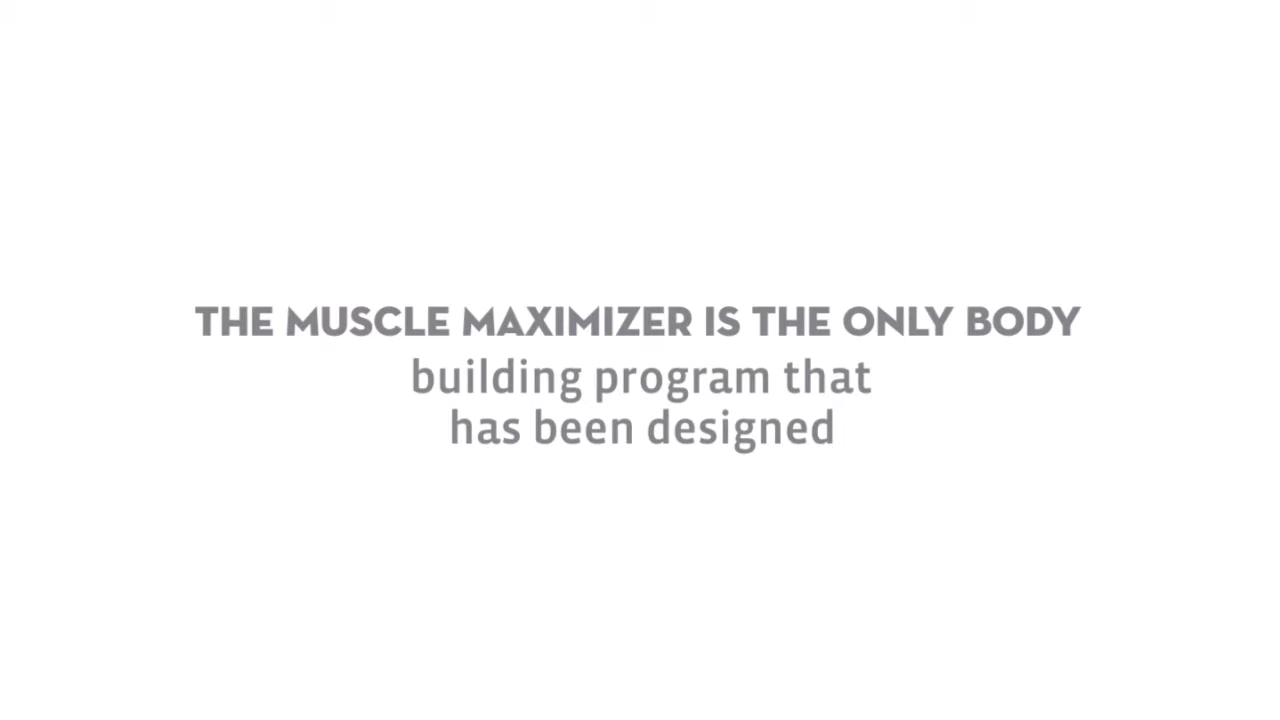 THE MUSCLE MAXIMIZER IS THE ONLY BODY
building program that
has been designed